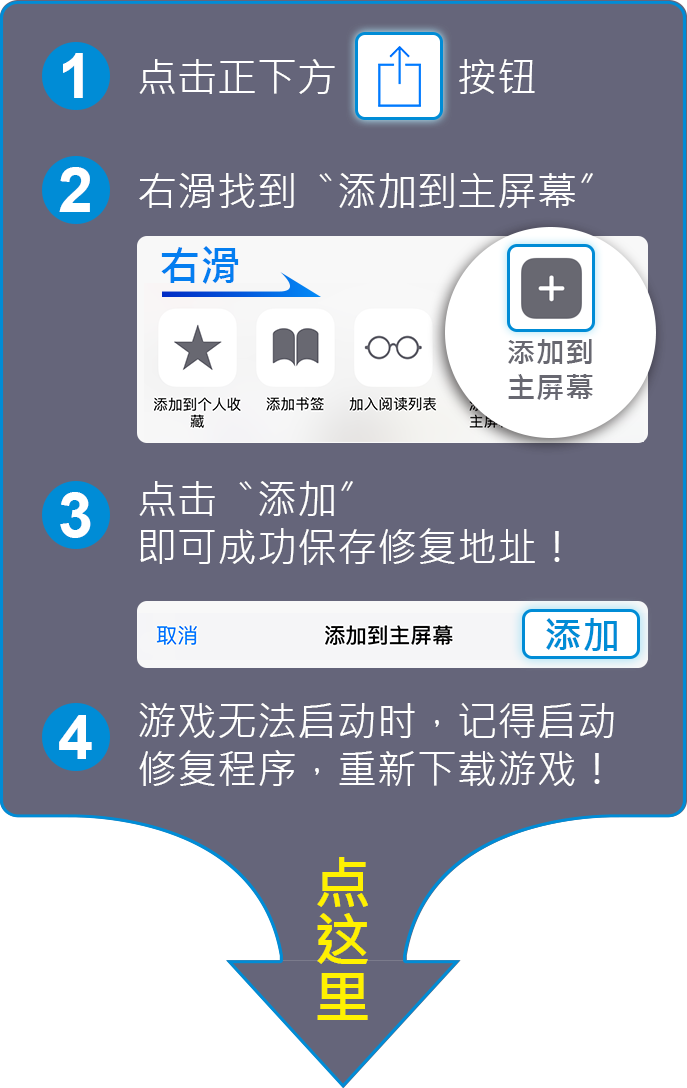 1 点击正下方 按钮
2 右滑找到〝添加到主屏幕〞
右滑
添加到个人收
藏
添加书签
加入阅读列表
主屏
添加到
主屏幕
3 点击〝添加〞
即可成功保存修复地址！
取消 添加到主屏幕 添加
4 游戏无法启动时，记得启动
修复程序，重新下载游戏！
点
这
里